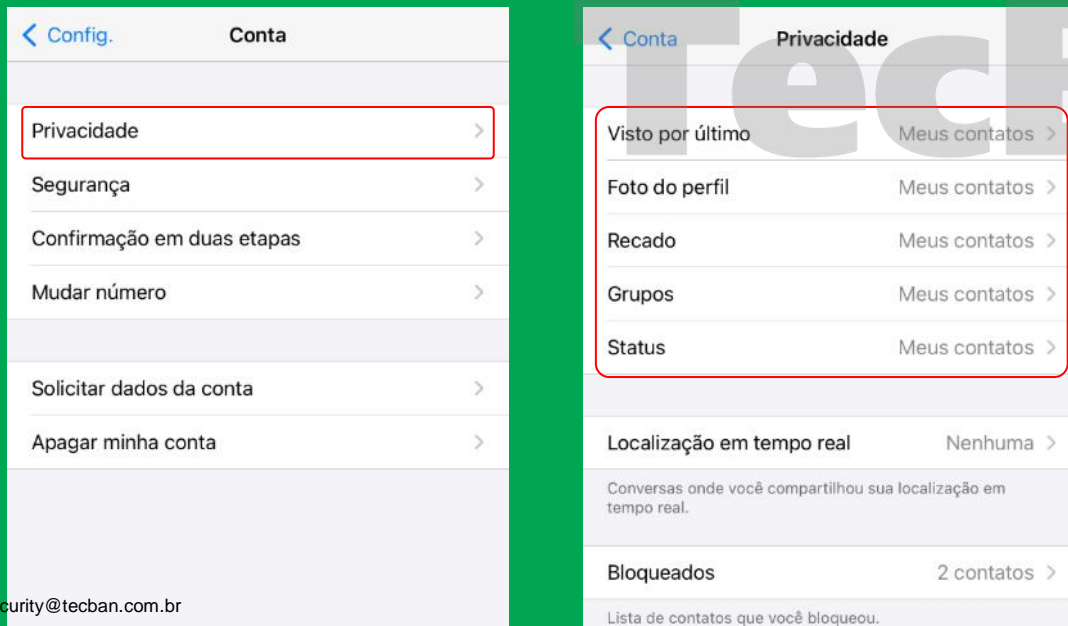 Config.
Conta
Privacidade
Segurança
Confirmação em duas etapas
Mudar número
Solicitar dados da conta
Apagar minha conta
curity@tecban.com.br
Conta
Privacidade
Visto por último Meus contatos
Foto do perfil Meus contatos
Recado Meus contatos
Grupos Meus contatos
Status Meus contatos
Localização em tempo real Nenhuma
Conversas onde você compartilhou sua localização em
tempo real.
Bloqueados 2 contatos
Lista de contatos que você bloqueou.
Tec